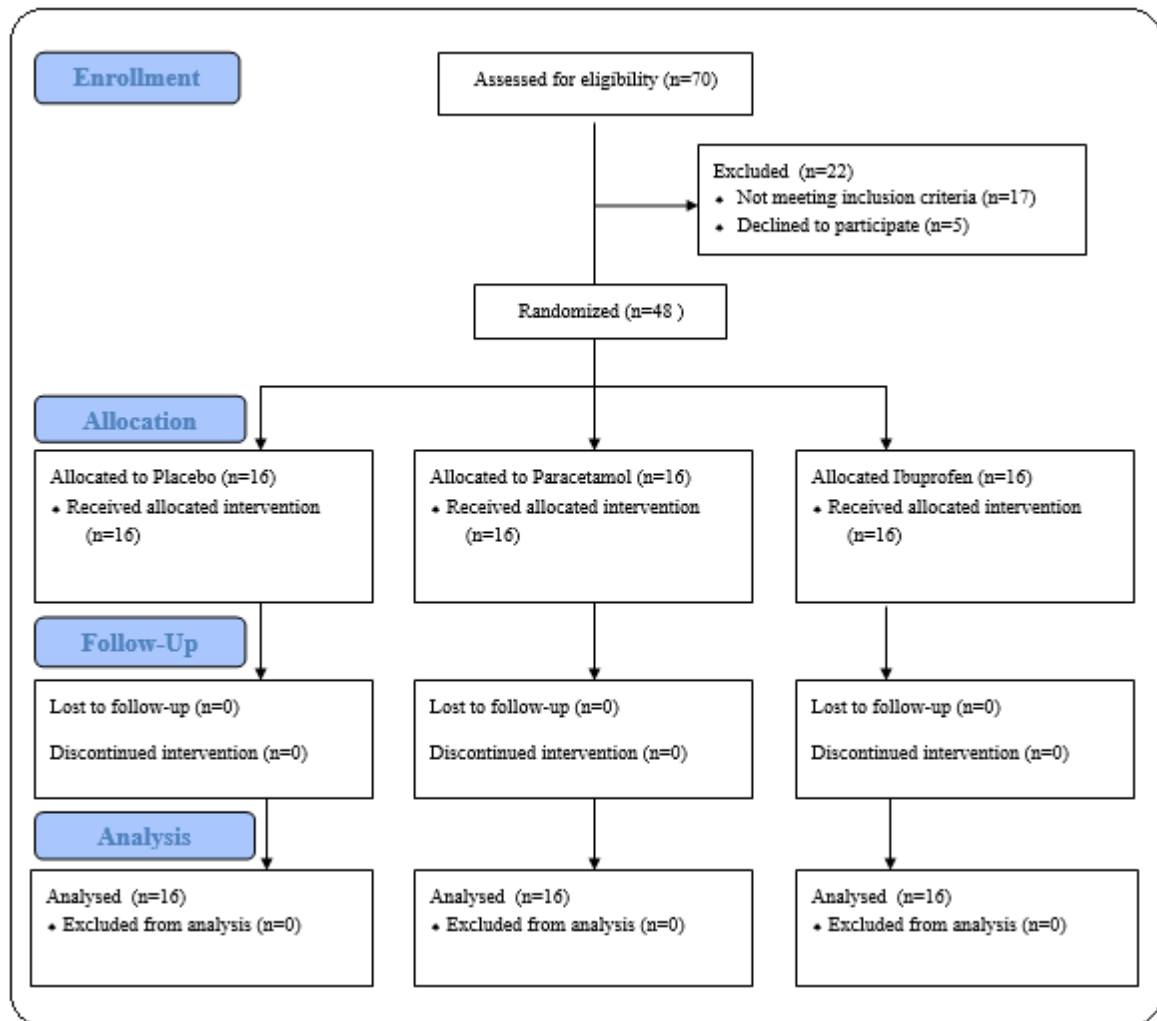 Enrollment
Assessed for eligibility (n=70)
Excluded (n=22)
♦ Not meeting inclusion criteria (n=17)
♦ Declined to participate (n=5)
Randomized (n=48 )
Allocation
Allocated to Placebo (n=16)
♦ Received allocated intervention
(n=16)
Allocated to Paracetamol (n=16)
♦ Received allocated intervention
(n=16)
Allocated Ibuprofen (n=16)
♦ Received allocated intervention
(n=16)
Follow-Up
Lost to follow-up (n=0)
Discontinued intervention (n=0)
Lost to follow-up (n=0)
Discontinued intervention (n=0)
Lost to follow-up (n=0)
Discontinued intervention (n=0)
Analysis
Analysed (n=16)
♦ Excluded from analysis (n=0)
Analysed (n=16)
♦ Excluded from analysis (n=0)
Analysed (n=16)
♦ Excluded from analysis (n=0)